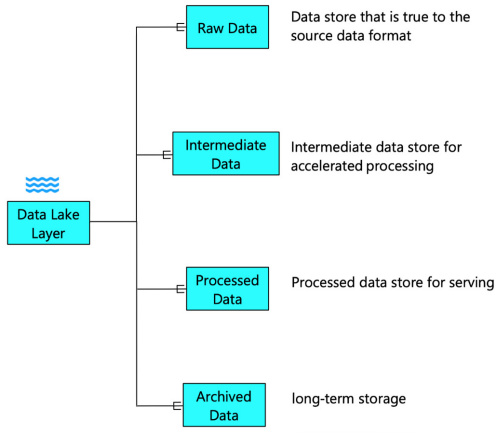 Raw Data
Data store that is true to the
source data format
Intermediate
Data
Intermediate data store for
accelerated processing
Data Lake
Layer
Processed
Data
Processed data store for serving
Archived
Data
long-term storage